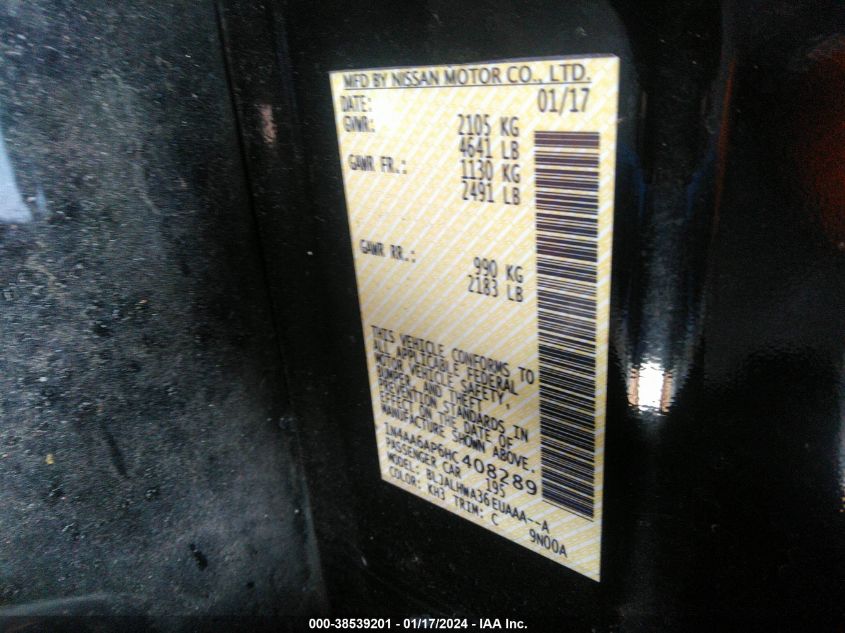 MFD BY NISSAN MOTOR CO., LTD.
DATE: 01/17
GVWR: 2105 KG
4641 LB
GAWR FR.: 1130 KG
2491 LB
GAWR RR.: 990 KG
2183 LB
THIS VEHICLE CONFORMS TO
ALL APPLICABLE FEDERAL
MOTOR VEHICLE SAFETY,
BUMPER, AND THEFT
PREVENTION STANDARDS IN
EFFECT ON THE DATE OF
MANUFACTURE SHOWN ABOVE.
1N4AA6AP6HC408289
PASSENGER CAR 195
MODEL: BLJALHWA36EUAAA--A
COLOR: KH3 TRIM: C 9N00A
000-38539201 - 01/17/2024 - IAA Inc.